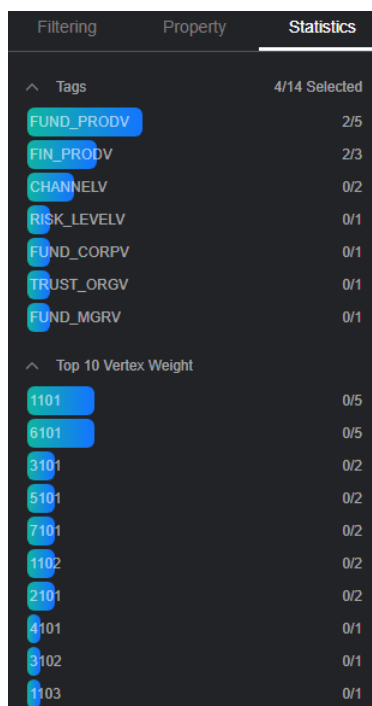 Filtering Property Statistics
Tags 4/14 Selected
FUND_PRODV 2/5
FIN_PRODV 2/3
CHANNELV 0/2
RISK_LEVELV 0/1
FUND_CORPV 0/1
TRUST_ORGV 0/1
FUND_MGRV 0/1
Top 10 Vertex Weight
1101 0/5
6101 0/5
3101 0/2
5101 0/2
7101 0/2
1102 0/2
2101 0/2
4101 0/1
3102 0/1
1103 0/1